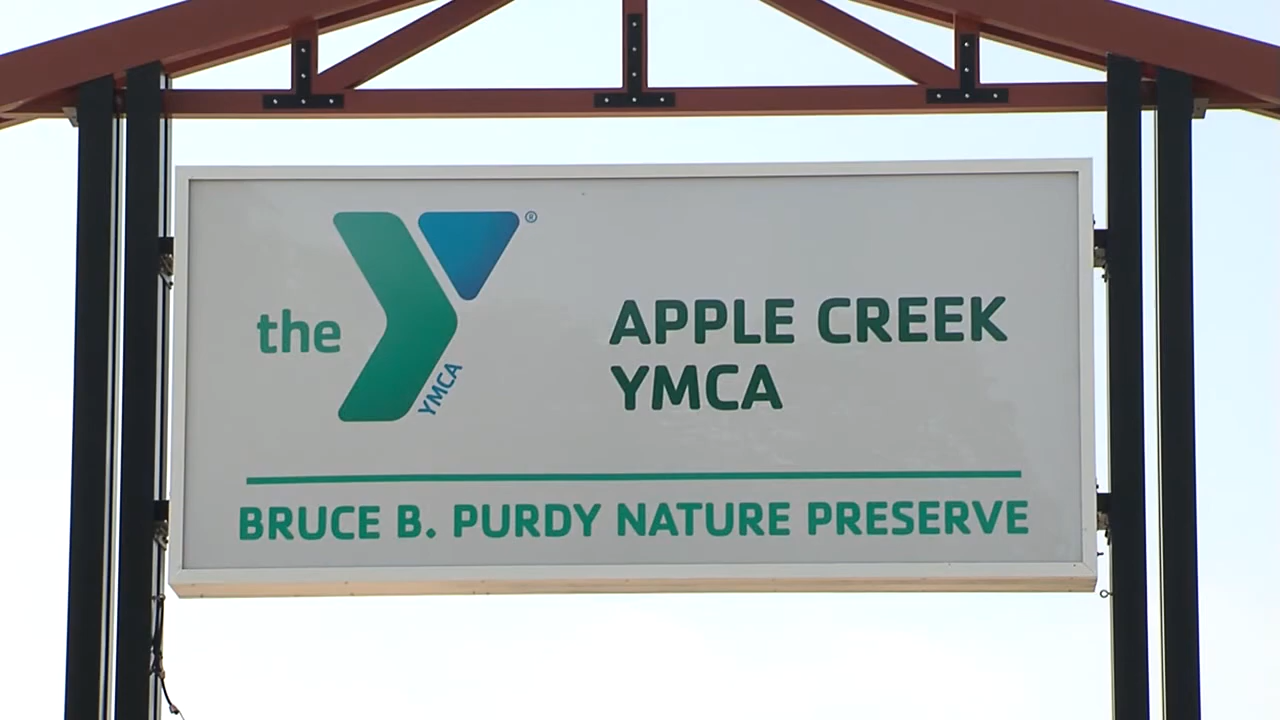 the
YMCA
®
APPLE CREEK
YMCA
BRUCE B. PURDY NATURE PRESERVE